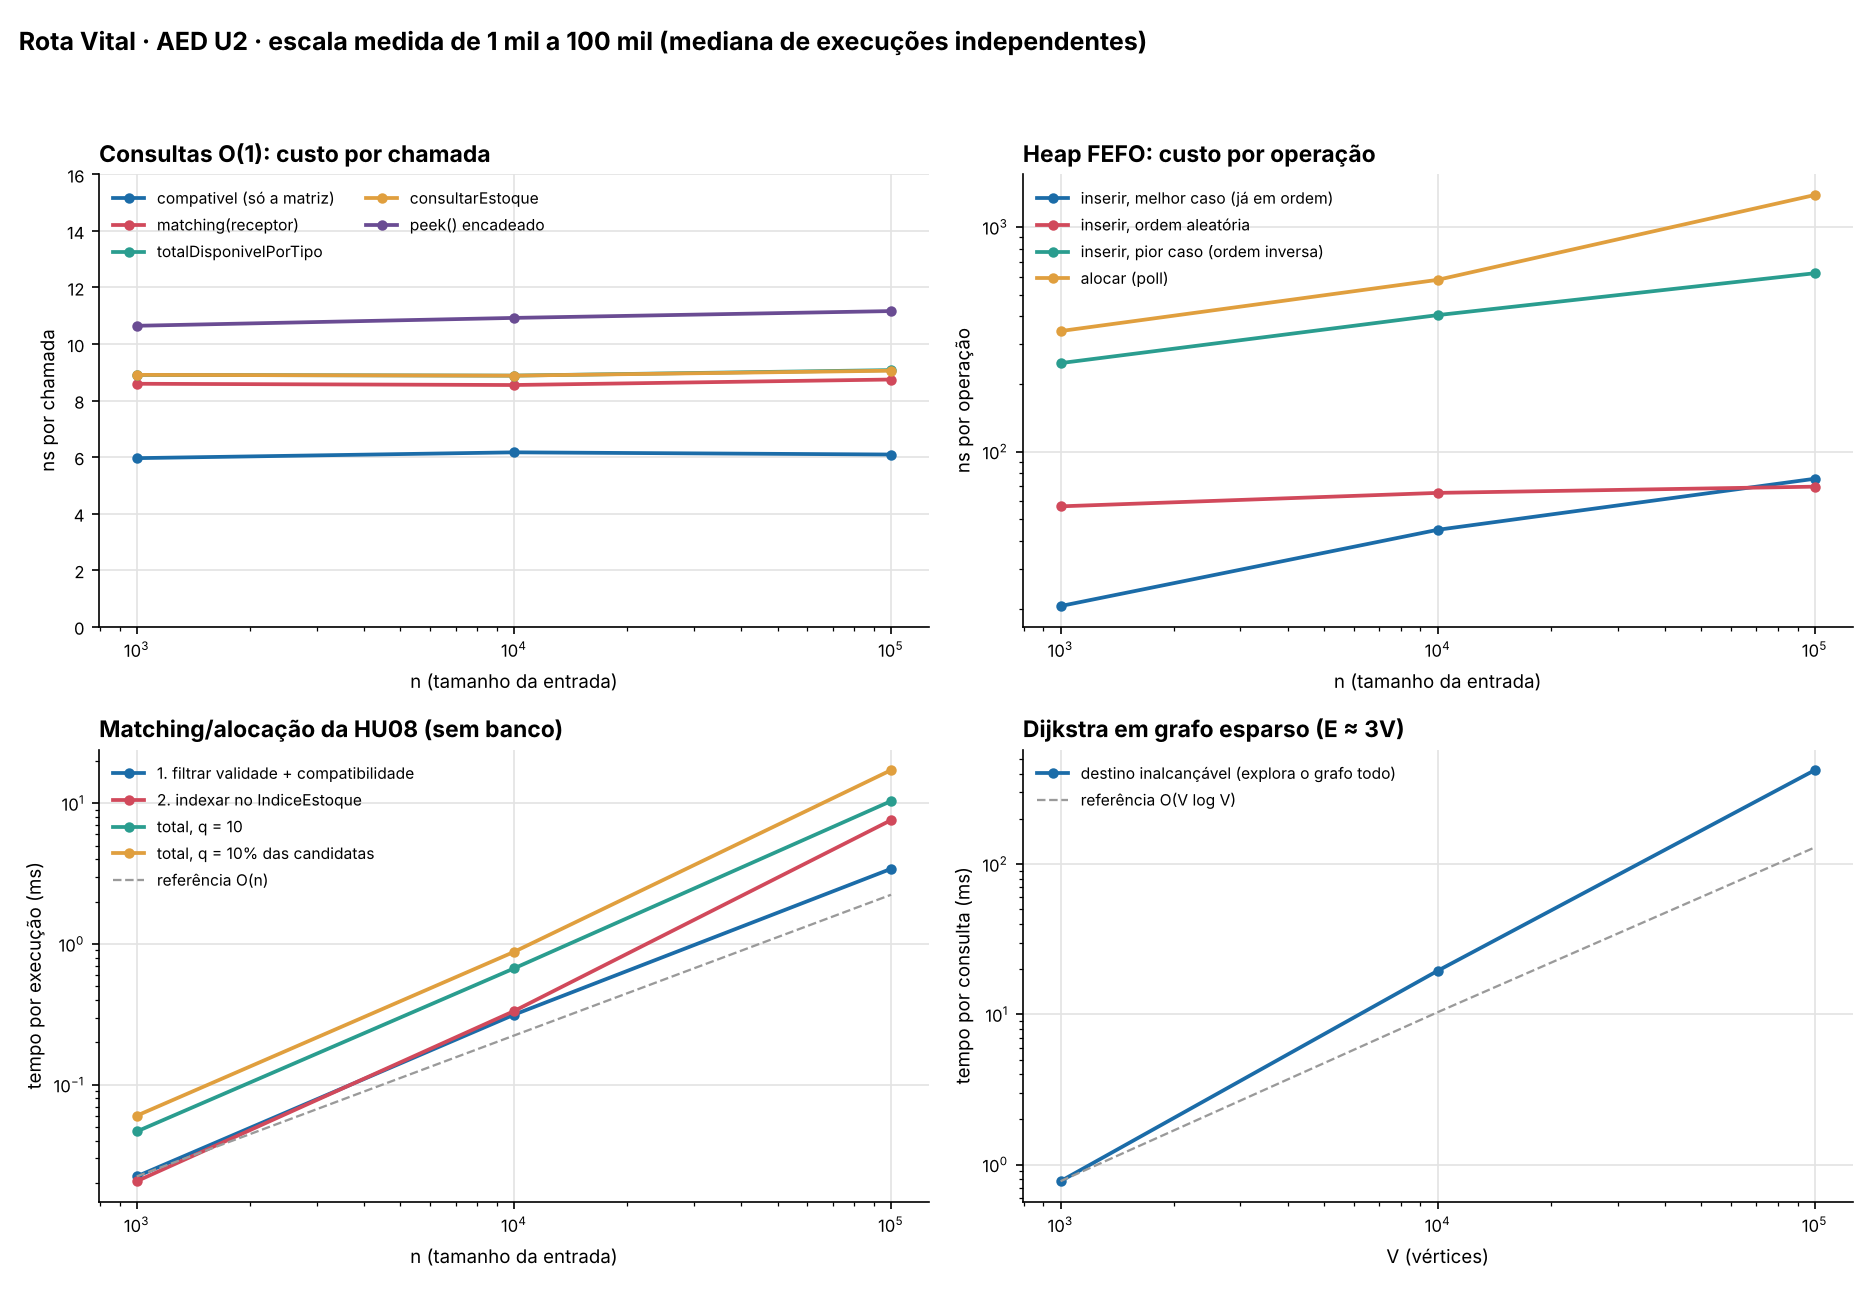 Rota Vital · AED U2 · escala medida de 1 mil a 100 mil (mediana de execuções independentes)
Consultas O(1): custo por chamada
compativel (só a matriz)
matching(receptor)
totalDisponivelPorTipo
consultarEstoque
peek() encadeado
ns por chamada
16
14
12
10
8
6
4
2
0
10³
10⁴
10⁵
n (tamanho da entrada)
Heap FEFO: custo por operação
inserir, melhor caso (já em ordem)
inserir, ordem aleatória
inserir, pior caso (ordem inversa)
alocar (poll)
ns por operação
10³
10²
10³
10⁴
10⁵
n (tamanho da entrada)
Matching/alocação da HU08 (sem banco)
1. filtrar validade + compatibilidade
2. indexar no IndiceEstoque
total, q = 10
total, q = 10% das candidatas
referência O(n)
tempo por execução (ms)
10¹
10⁰
10⁻¹
10³
10⁴
10⁵
n (tamanho da entrada)
Dijkstra em grafo esparso (E ≈ 3V)
destino inalcançável (explora o grafo todo)
referência O(V log V)
tempo por consulta (ms)
10²
10¹
10⁰
10³
10⁴
10⁵
V (vértices)